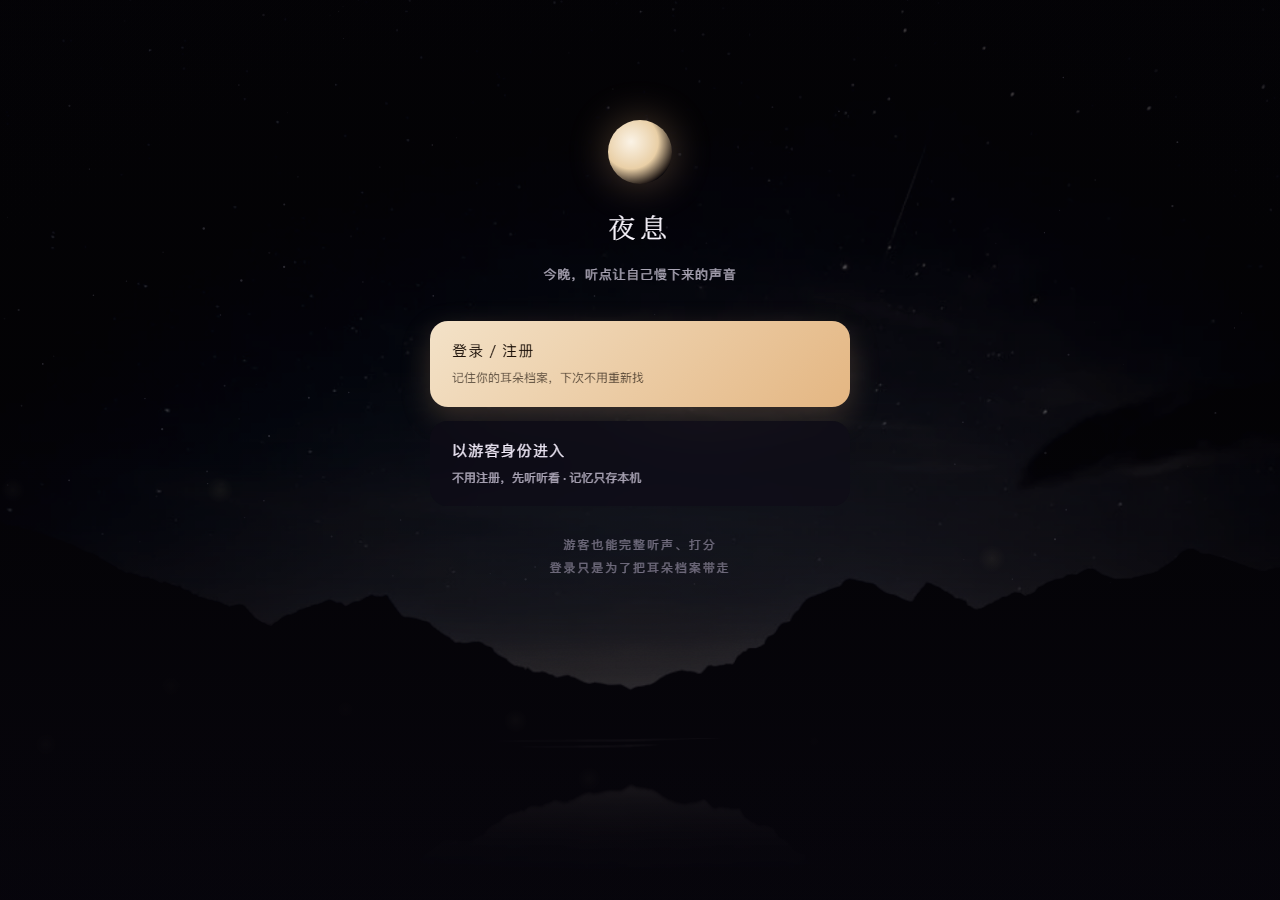 夜息
今晚，听点让自己慢下来的声音
登录 / 注册
记住你的耳朵档案，下次不用重新找
以游客身份进入
不用注册，先听听看 · 记忆只存本机
游客也能完整听声、打分
登录只是为了把耳朵档案带走